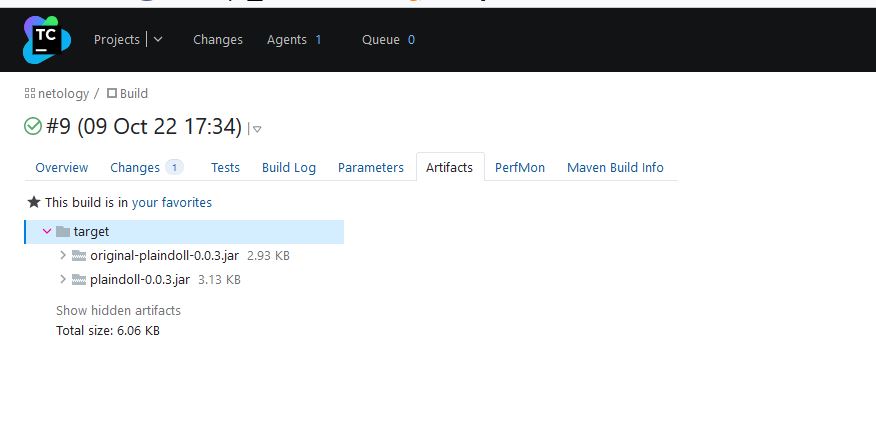 TC
Projects
Changes
Agents 1
Queue 0
netology / Build
#9 (09 Oct 22 17:34)
Overview
Changes 1
Tests
Build Log
Parameters
Artifacts
PerfMon
Maven Build Info
This build is in your favorites
target
original-plaindoll-0.0.3.jar 2.93 KB
plaindoll-0.0.3.jar 3.13 KB
Show hidden artifacts
Total size: 6.06 KB